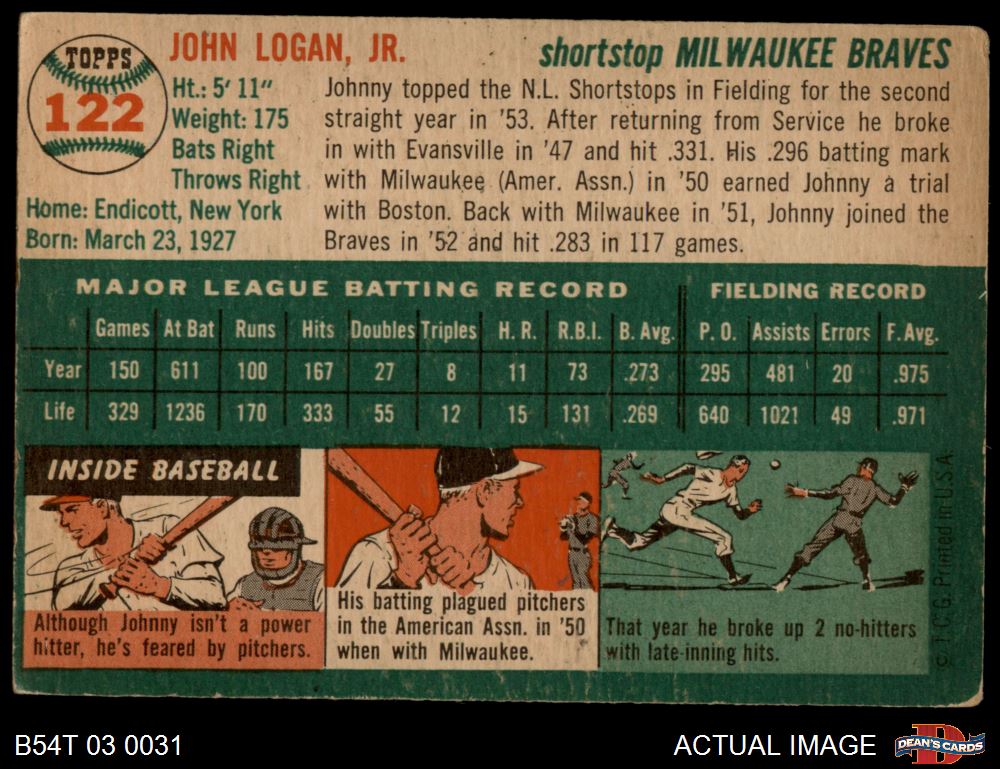 TOPPS
122
JOHN LOGAN, JR.
shortstop MILWAUKEE BRAVES
Ht.: 5' 11"
Weight: 175
Bats Right
Throws Right
Home: Endicott, New York
Born: March 23, 1927
Johnny topped the N.L. Shortstops in Fielding for the second
straight year in '53. After returning from Service he broke
in with Evansville in '47 and hit .331. His .296 batting mark
with Milwaukee (Amer. Assn.) in '50 earned Johnny a trial
with Boston. Back with Milwaukee in '51, Johnny joined the
Braves in '52 and hit .283 in 117 games.
MAJOR LEAGUE BATTING RECORD FIELDING RECORD
Games At Bat Runs Hits Doubles Triples H. R. R.B.I. B. Avg. P. O. Assists Errors F. Avg.
Year 150 611 100 167 27 8 11 73 .273 295 481 20 .975
Life 329 1236 170 333 55 12 15 131 .269 640 1021 49 .971
INSIDE BASEBALL
Although Johnny isn't a power
hitter, he's feared by pitchers.
His batting plagued pitchers
in the American Assn. in '50
when with Milwaukee.
That year he broke up 2 no-hitters
with late-inning hits.
© T.C.G. Printed in U.S.A.
B54T 03 0031
ACTUAL IMAGE
DEAN'S CARDS